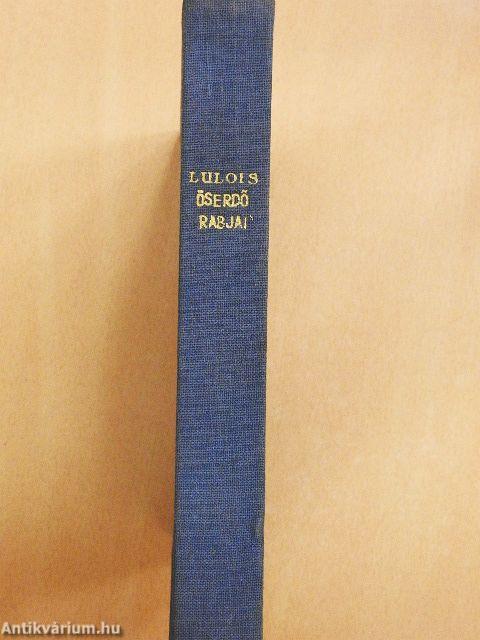 LULOIS
ŐSERDŐ
RABJAI
Antikvárium.hu